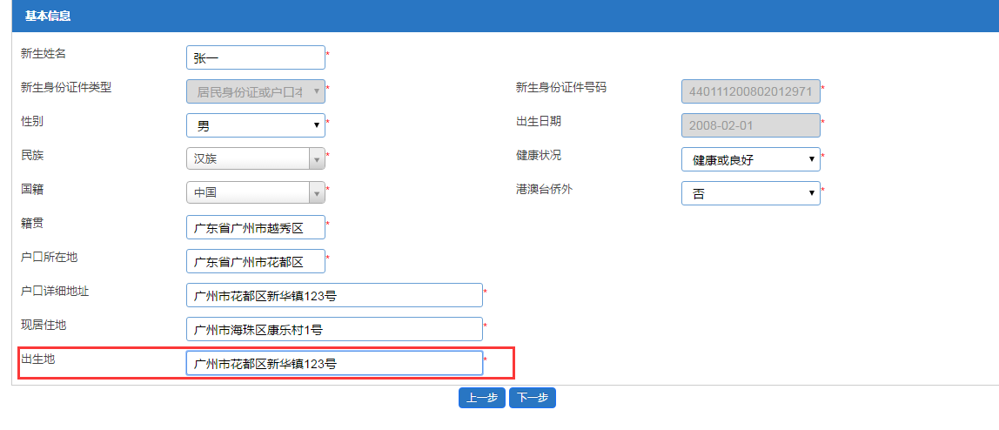 基本信息
新生姓名 张一 *
新生身份证件类型 居民身份证或户口本 * 新生身份证件号码 440111200802012971 *
性别 男 * 出生日期 2008-02-01 *
民族 汉族 * 健康状况 健康或良好 *
国籍 中国 * 港澳台侨外 否 *
籍贯 广东省广州市越秀区 *
户口所在地 广东省广州市花都区 *
户口详细地址 广州市花都区新华镇123号 *
现居住地 广州市海珠区康乐村1号 *
出生地 广州市花都区新华镇123号 *
上一步 下一步